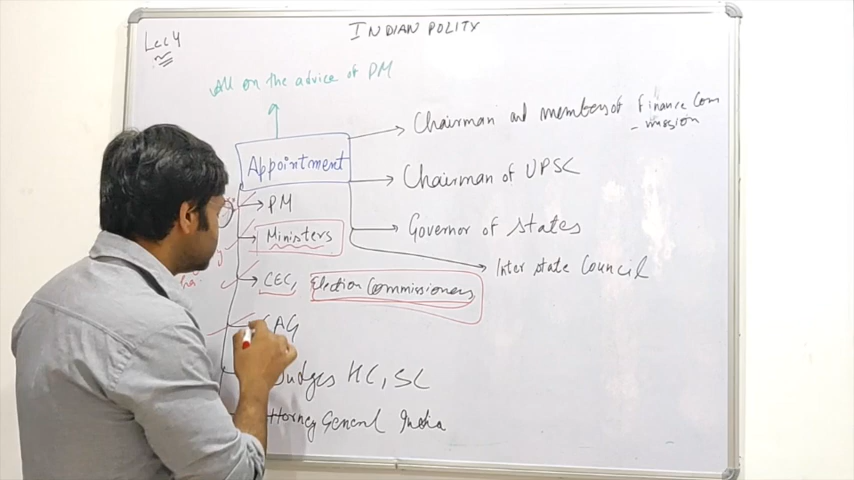 Lec 4
INDIAN POLITY
All on the advice of PM
Appointment
PM
Ministers
CEC, Election Commissioners
CAG
Judges HC, SC
Attorney General India
Chairman and members of Finance Com
- mission
Chairman of UPSC
Governor of states
Inter state Council